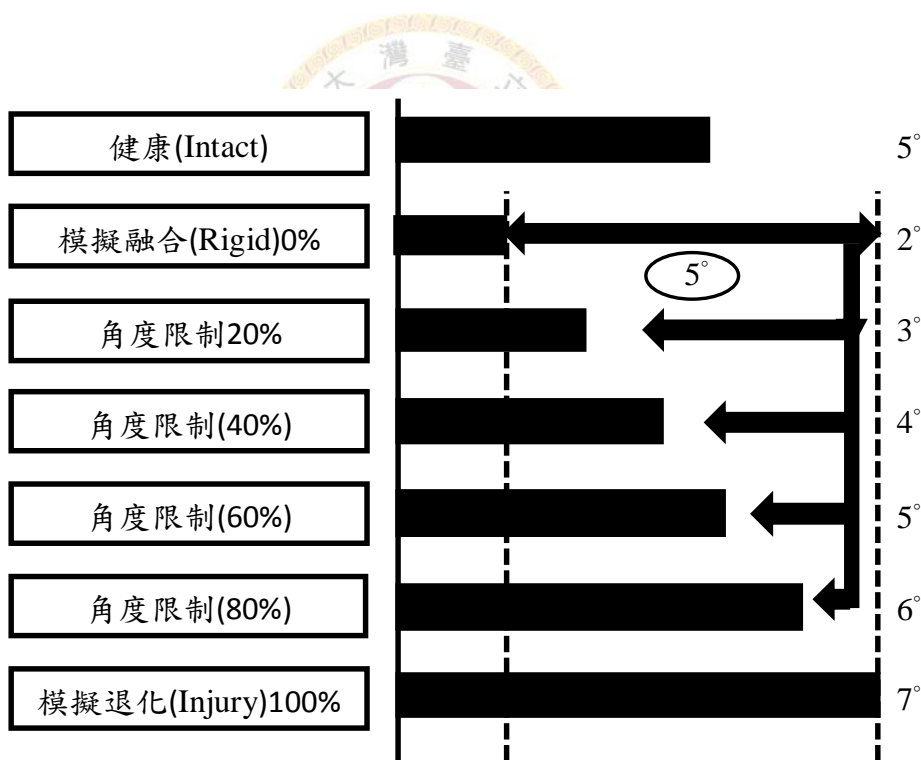 灣臺
健康(Intact)
5°
模擬融合(Rigid)0%
2°
5°
角度限制20%
3°
角度限制(40%)
4°
角度限制(60%)
5°
角度限制(80%)
6°
模擬退化(Injury)100%
7°